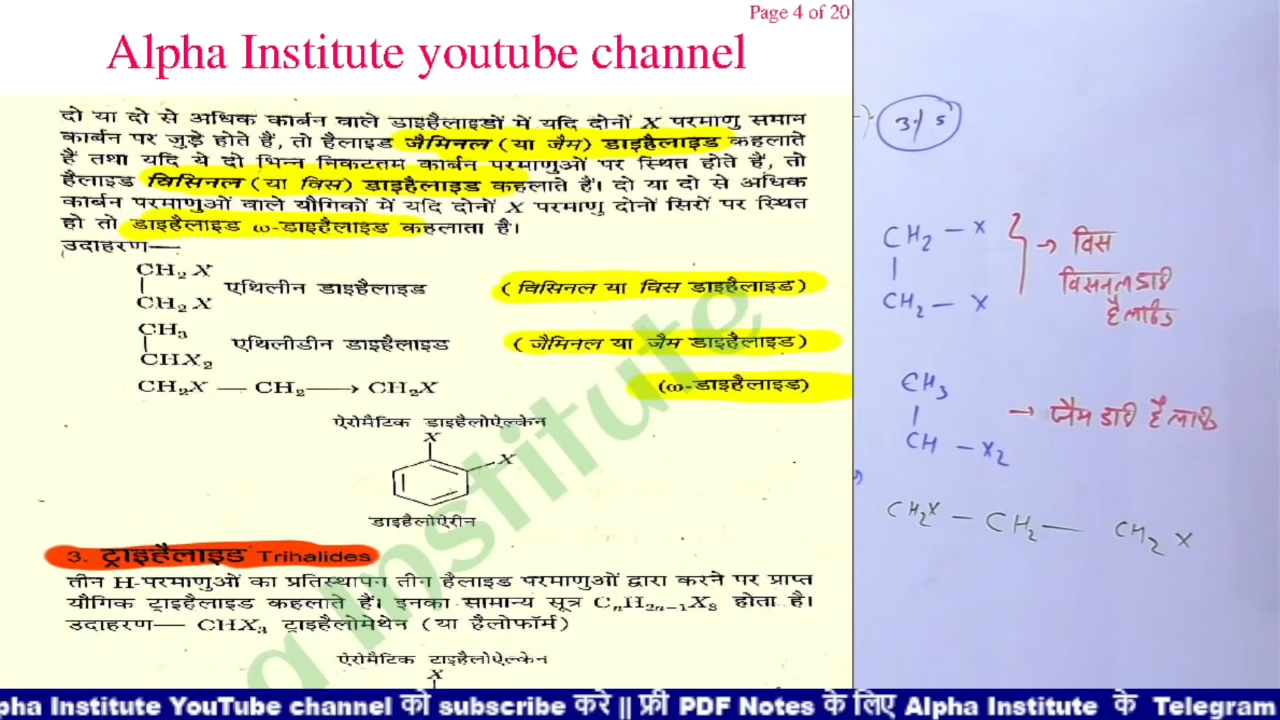 Page 4 of 20
Alpha Institute youtube channel
दो या दो से अधिक कार्बन वाले डाइहैलाइडों में यदि दोनों X परमाणु समान
कार्बन पर जुड़े होते हैं, तो हैलाइड जैमिनल (या जैम) डाइहैलाइड कहलाते
हैं तथा यदि ये दो भिन्न निकटतम कार्बन परमाणुओं पर स्थित होते हैं, तो
हैलाइड विसिनल (या विस) डाइहैलाइड कहलाते हैं। दो या दो से अधिक
कार्बन परमाणुओं वाले यौगिकों में यदि दोनों X परमाणु दोनों सिरों पर स्थित
हो तो डाइहैलाइड ω-डाइहैलाइड कहलाता है।
उदाहरण—
CH₂X
|
CH₂X
एथिलीन डाइहैलाइड (विसिनल या विस डाइहैलाइड)
CH₃
|
CHX₂
एथिलीडीन डाइहैलाइड (जैमिनल या जैम डाइहैलाइड)
CH₂X — CH₂⟶ CH₂X (ω-डाइहैलाइड)
ऐरोमैटिक डाइहैलोऐल्केन
X
X
डाइहैलोऐरीन
3. ट्राइहैलाइड Trihalides
तीन H-परमाणुओं का प्रतिस्थापन तीन हैलाइड परमाणुओं द्वारा करने पर प्राप्त
यौगिक ट्राइहैलाइड कहलाते हैं। इनका सामान्य सूत्र CₙH₂ₙ₋₁X₃ होता है।
उदाहरण— CHX₃ ट्राइहैलोमेथेन (या हैलोफॉर्म)
ऐरोमैटिक टाइहैलोऐल्केन
X
a Institute
3/5
CH₂ — X
|
CH₂ — X
→ विस
विसिनल डाई
हैलाइड
CH₃
|
CH — X₂
→ जैम डाई हैलाई
CH₂X — CH₂ — CH₂X
pha Institute YouTube channel को subscribe करे || फ्री PDF Notes के लिए Alpha Institute के Telegram